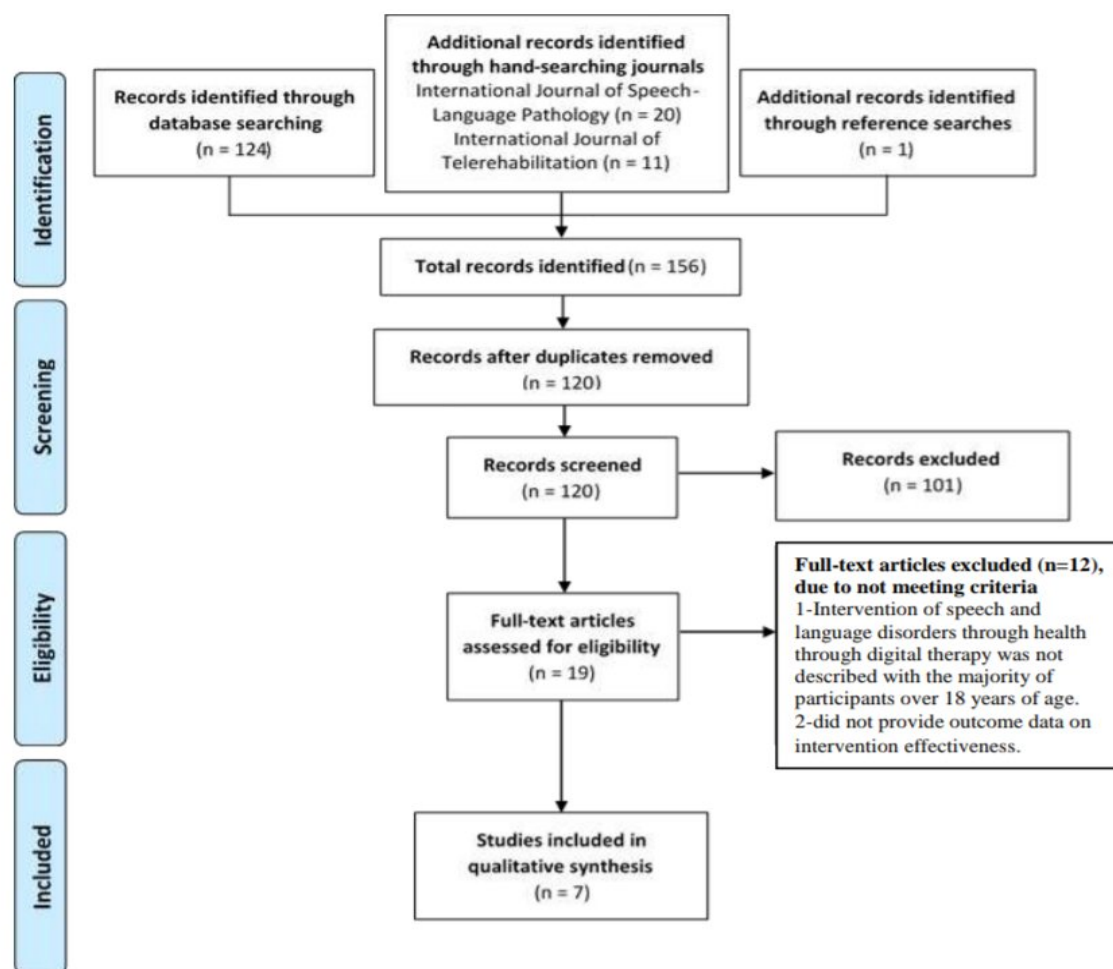 Identification
Records identified through
database searching
(n = 124)
Additional records identified
through hand-searching journals
International Journal of Speech-
Language Pathology (n = 20)
International Journal of
Telerehabilitation (n = 11)
Additional records identified
through reference searches
(n = 1)
Total records identified (n = 156)
Screening
Records after duplicates removed
(n = 120)
Records screened
(n = 120)
Records excluded
(n = 101)
Eligibility
Full-text articles
assessed for eligibility
(n = 19)
Full-text articles excluded (n=12),
due to not meeting criteria
1-Intervention of speech and
language disorders through health
through digital therapy was not
described with the majority of
participants over 18 years of age.
2-did not provide outcome data on
intervention effectiveness.
Included
Studies included in
qualitative synthesis
(n = 7)